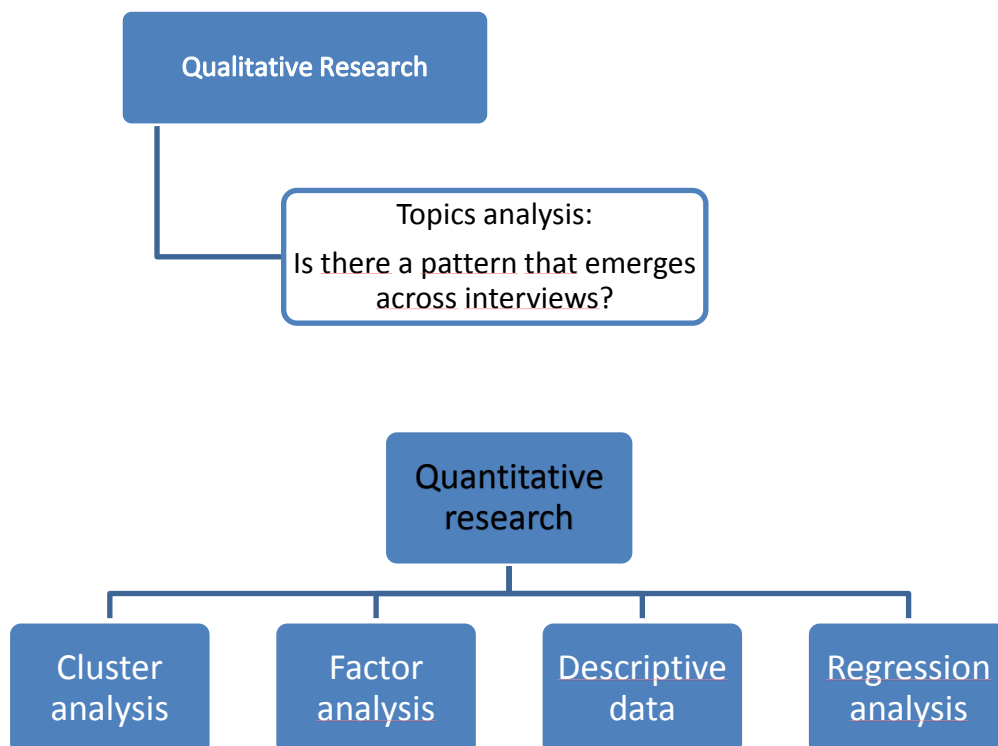 Qualitative Research
Topics analysis:
Is there a pattern that emerges
across interviews?
Quantitative
research
Cluster
analysis
Factor
analysis
Descriptive
data
Regression
analysis